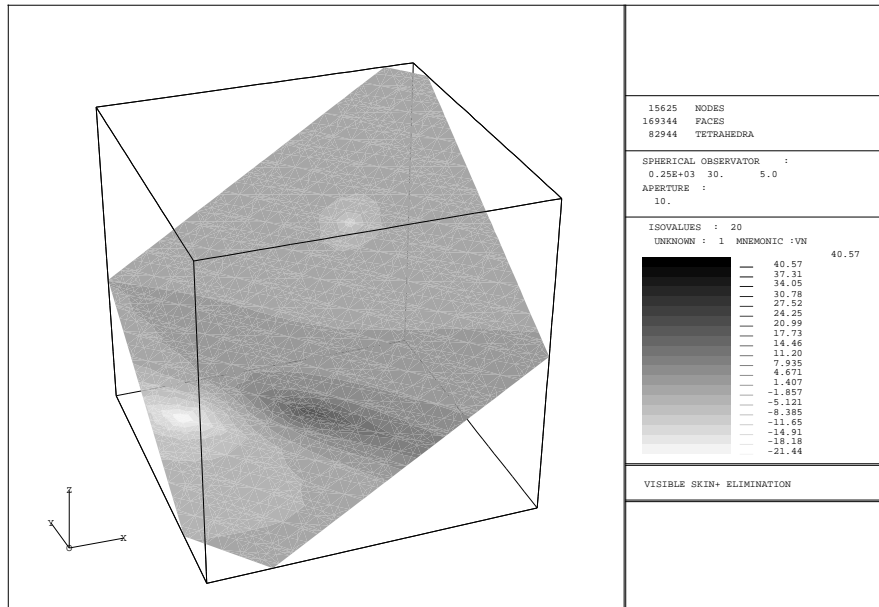 15625 NODES
169344 FACES
82944 TETRAHEDRA
SPHERICAL OBSERVATOR :
0.25E+03 30. 5.0
APERTURE :
10.
ISOVALUES : 20
UNKNOWN : 1 MNEMONIC :VN
40.57
40.57
37.31
34.05
30.78
27.52
24.25
20.99
17.73
14.46
11.20
7.935
4.671
1.407
-1.857
-5.121
-8.385
-11.65
-14.91
-18.18
-21.44
VISIBLE SKIN+ ELIMINATION
Z
Y
X